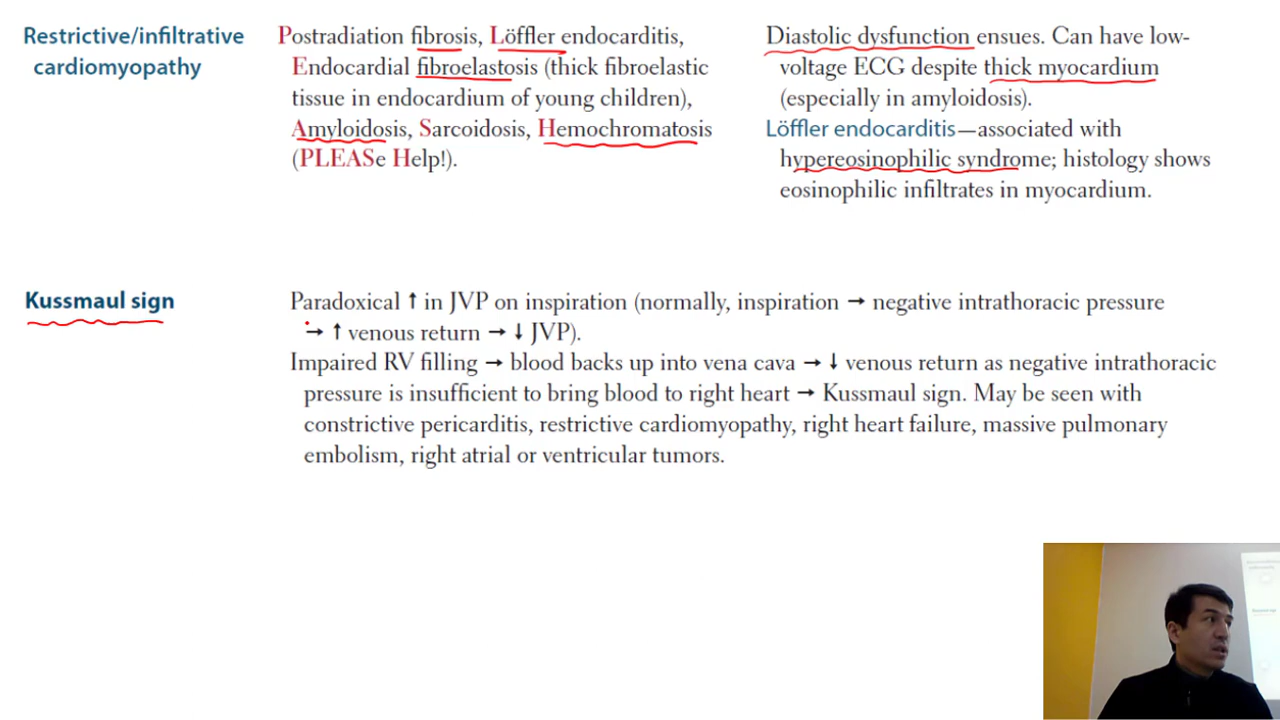 Restrictive/infiltrative
cardiomyopathy
Postradiation fibrosis, Löffler endocarditis,
Endocardial fibroelastosis (thick fibroelastic
tissue in endocardium of young children),
Amyloidosis, Sarcoidosis, Hemochromatosis
(PLEASe Help!).
Diastolic dysfunction ensues. Can have low-
voltage ECG despite thick myocardium
(especially in amyloidosis).
Löffler endocarditis—associated with
hypereosinophilic syndrome; histology shows
eosinophilic infiltrates in myocardium.
Kussmaul sign
Paradoxical ↑ in JVP on inspiration (normally, inspiration → negative intrathoracic pressure
→ ↑ venous return → ↓ JVP).
Impaired RV filling → blood backs up into vena cava → ↓ venous return as negative intrathoracic
pressure is insufficient to bring blood to right heart → Kussmaul sign. May be seen with
constrictive pericarditis, restrictive cardiomyopathy, right heart failure, massive pulmonary
embolism, right atrial or ventricular tumors.